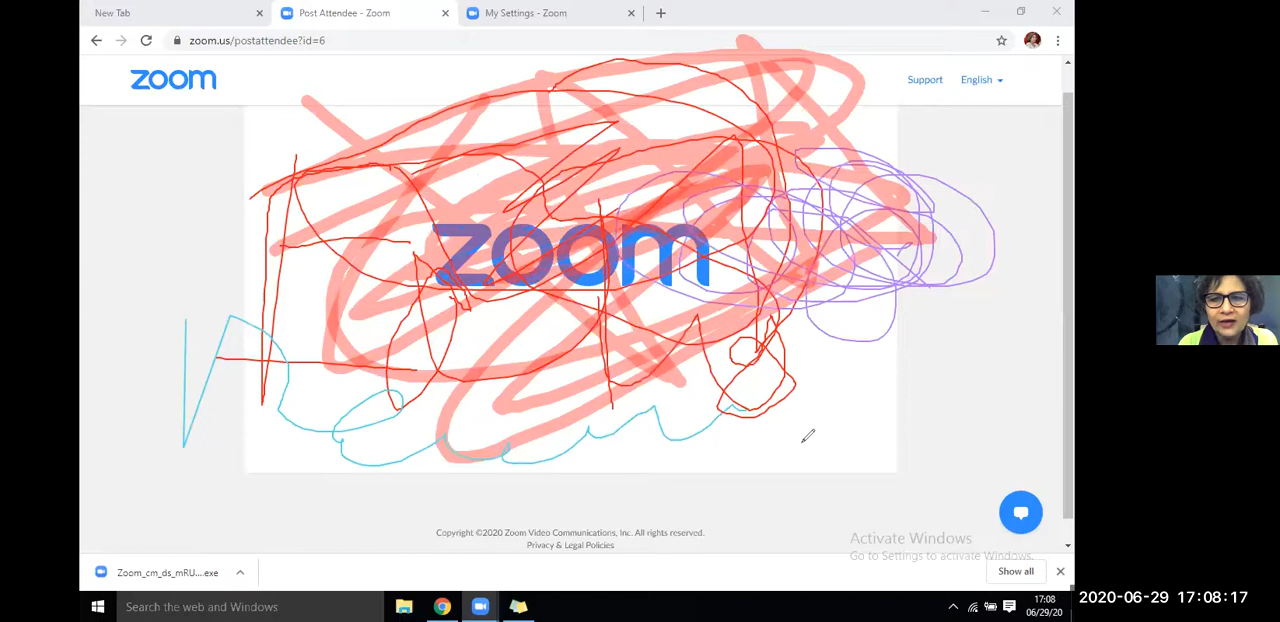 New Tab
Post Attendee - Zoom
My Settings - Zoom
zoom.us/postattendee?id=6
zoom
Support
English
zoom
Copyright ©2020 Zoom Video Communications, Inc. All rights reserved.
Privacy & Legal Policies
Activate Windows
Go to Settings to activate Windows.
Zoom_cm_ds_mRU....exe
Show all
Search the web and Windows
17:08
06/29/20
2020-06-29 17:08:17